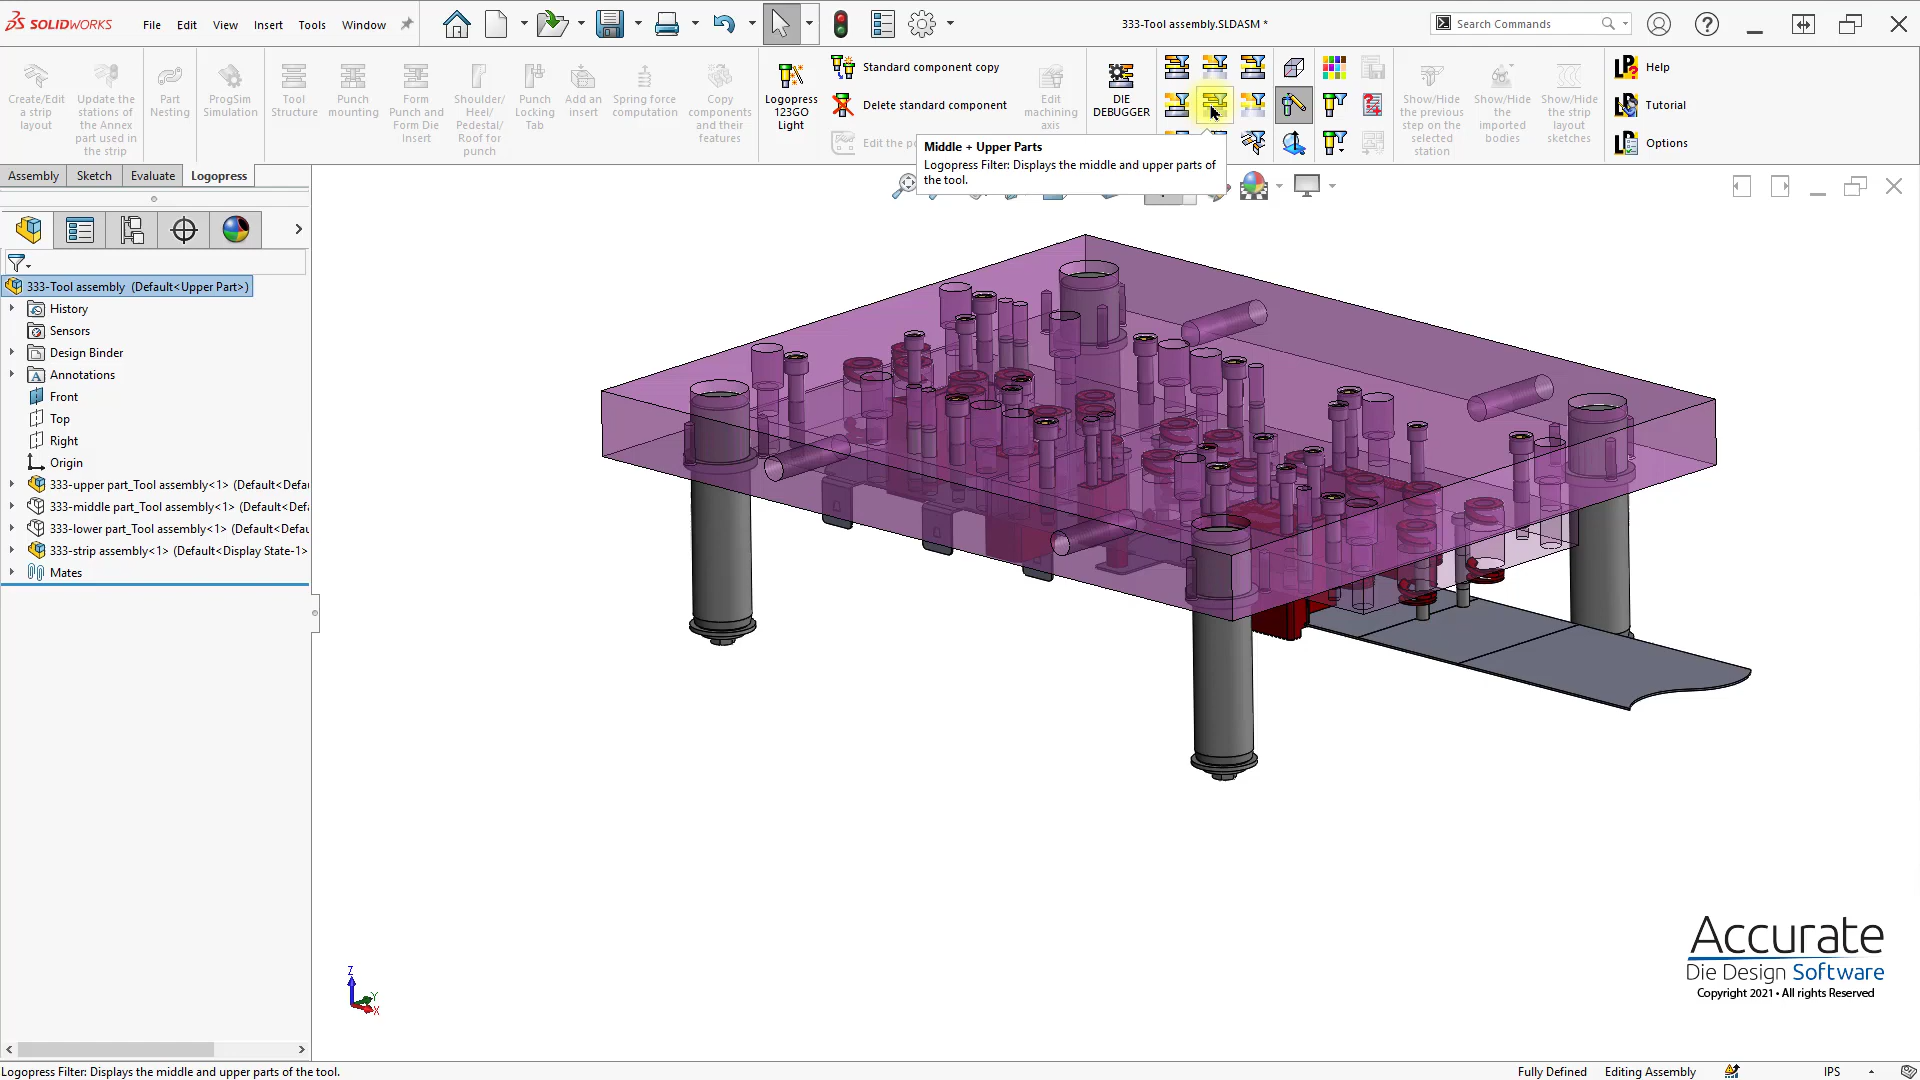 SOLIDWORKS
File
Edit
View
Insert
Tools
Window
333-Tool assembly.SLDASM *
Search Commands
Create/Edit
a strip
layout
Update the
stations of
the Annex
part used in
the strip
Part
Nesting
ProgSim
Simulation
Tool
Structure
Punch
mounting
Form
Punch and
Form Die
Insert
Shoulder/
Heel/
Pedestal/
Roof for
punch
Punch
Locking
Tab
Add an
insert
Spring force
computation
Copy
components
and their
features
Logopress
123GO
Light
Standard component copy
Delete standard component
Edit the po
Edit
machining
axis
DIE
DEBUGGER
Show/Hide
the previous
step on the
selected
station
Show/Hide
the
imported
bodies
Show/Hide
the strip
layout
sketches
Help
Tutorial
Options
Middle + Upper Parts
Logopress Filter: Displays the middle and upper parts of
the tool.
Assembly
Sketch
Evaluate
Logopress
333-Tool assembly (Default<Upper Part>)
History
Sensors
Design Binder
Annotations
Front
Top
Right
Origin
333-upper part_Tool assembly<1> (Default<Defa
333-middle part_Tool assembly<1> (Default<Def
333-lower part_Tool assembly<1> (Default<Defau
333-strip assembly<1> (Default<Display State-1>
Mates
Z
Y
X
Accurate
Die Design Software
Copyright 2021 • All rights Reserved
Logopress Filter: Displays the middle and upper parts of the tool.
Fully Defined
Editing Assembly
IPS